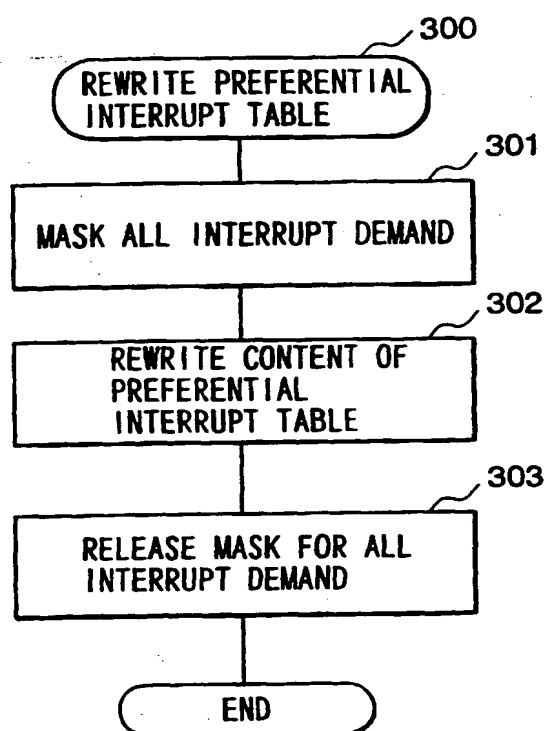 300
REWRITE PREFERENTIAL
INTERRUPT TABLE
301
MASK ALL INTERRUPT DEMAND
302
REWRITE CONTENT OF
PREFERENTIAL
INTERRUPT TABLE
303
RELEASE MASK FOR ALL
INTERRUPT DEMAND
END